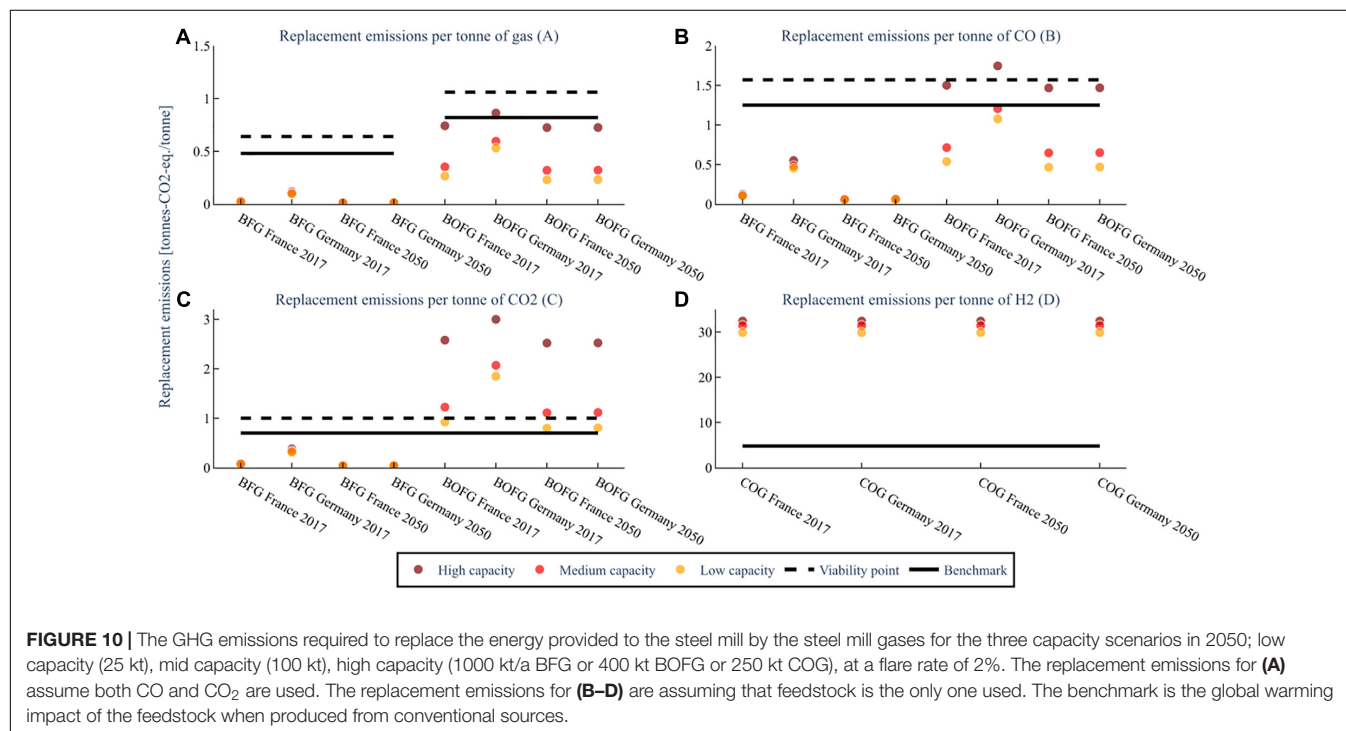 A
Replacement emissions per tonne of gas (A)
1.5
1
0.5
0
BFG France 2017
BFG Germany 2017
BFG France 2050
BFG Germany 2050
BOFG France 2017
BOFG Germany 2017
BOFG France 2050
BOFG Germany 2050
B
Replacement emissions per tonne of CO (B)
2
1.5
1
0.5
0
BFG France 2017
BFG Germany 2017
BFG France 2050
BFG Germany 2050
BOFG France 2017
BOFG Germany 2017
BOFG France 2050
BOFG Germany 2050
Replacement emissions [tonnes-CO2-eq./tonne]
C
Replacement emissions per tonne of CO2 (C)
3
2
1
0
BFG France 2017
BFG Germany 2017
BFG France 2050
BFG Germany 2050
BOFG France 2017
BOFG Germany 2017
BOFG France 2050
BOFG Germany 2050
D
Replacement emissions per tonne of H2 (D)
30
20
10
0
COG France 2017
COG Germany 2017
COG France 2050
COG Germany 2050
High capacity Medium capacity Low capacity Viability point Benchmark
FIGURE 10 | The GHG emissions required to replace the energy provided to the steel mill by the steel mill gases for the three capacity scenarios in 2050; low
capacity (25 kt), mid capacity (100 kt), high capacity (1000 kt/a BFG or 400 kt BOFG or 250 kt COG), at a flare rate of 2%. The replacement emissions for (A)
assume both CO and CO₂ are used. The replacement emissions for (B–D) are assuming that feedstock is the only one used. The benchmark is the global warming
impact of the feedstock when produced from conventional sources.